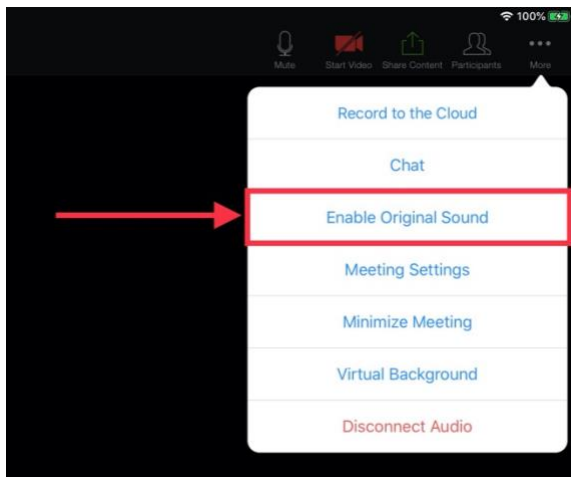 100%
Mute Start Video Share Content Participants More
Record to the Cloud
Chat
Enable Original Sound
Meeting Settings
Minimize Meeting
Virtual Background
Disconnect Audio